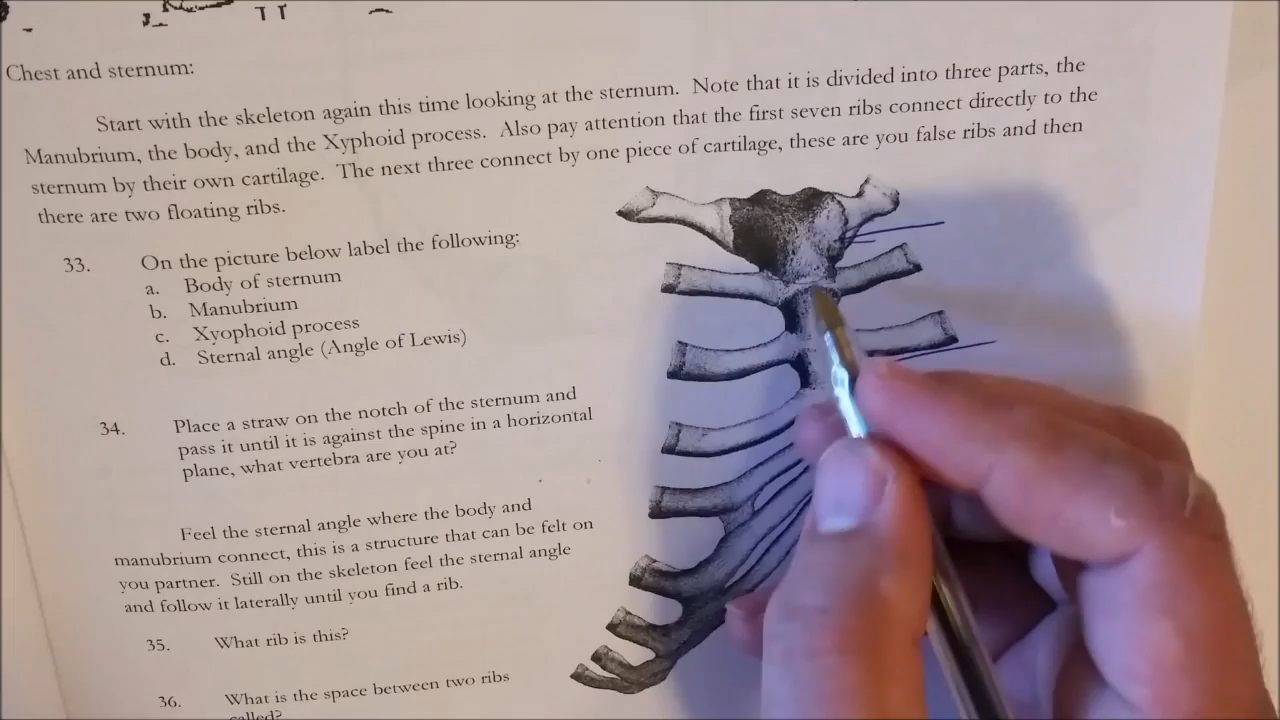 Chest and sternum:
Start with the skeleton again this time looking at the sternum. Note that it is divided into three parts, the
Manubrium, the body, and the Xyphoid process. Also pay attention that the first seven ribs connect directly to the
sternum by their own cartilage. The next three connect by one piece of cartilage, these are you false ribs and then
there are two floating ribs.
33. On the picture below label the following:
a. Body of sternum
b. Manubrium
c. Xyophoid process
d. Sternal angle (Angle of Lewis)
34. Place a straw on the notch of the sternum and
pass it until it is against the spine in a horizontal
plane, what vertebra are you at?
Feel the sternal angle where the body and
manubrium connect, this is a structure that can be felt on
you partner. Still on the skeleton feel the sternal angle
and follow it laterally until you find a rib.
35. What rib is this?
36. What is the space between two ribs
called?